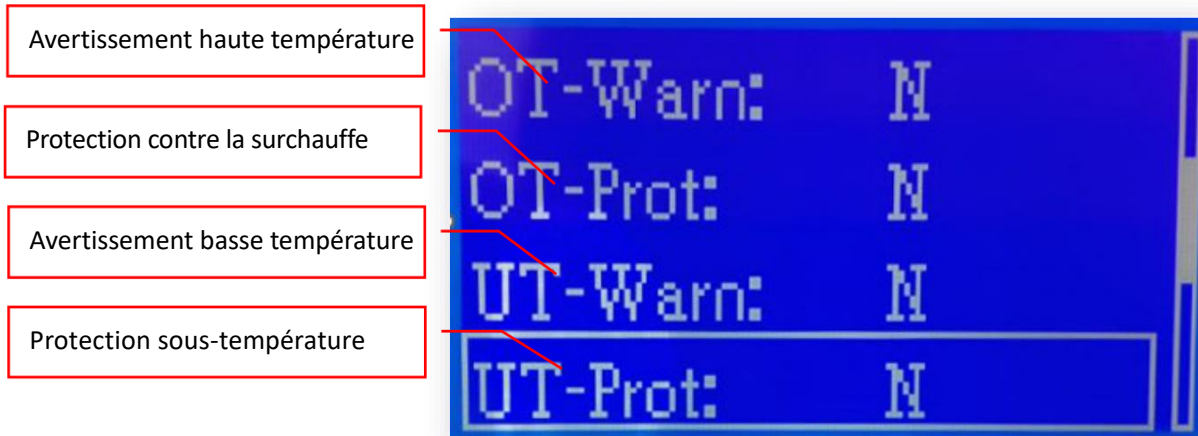 Avertissement haute température
OT-Warn: N
Protection contre la surchauffe
OT-Prot: N
Avertissement basse température
UT-Warn: N
Protection sous-température
UT-Prot: N